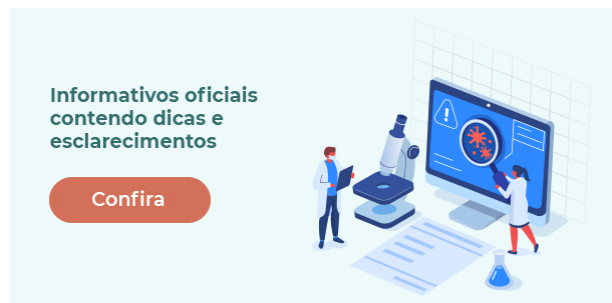 Informativos oficiais
contendo dicas e
esclarecimentos
Confira